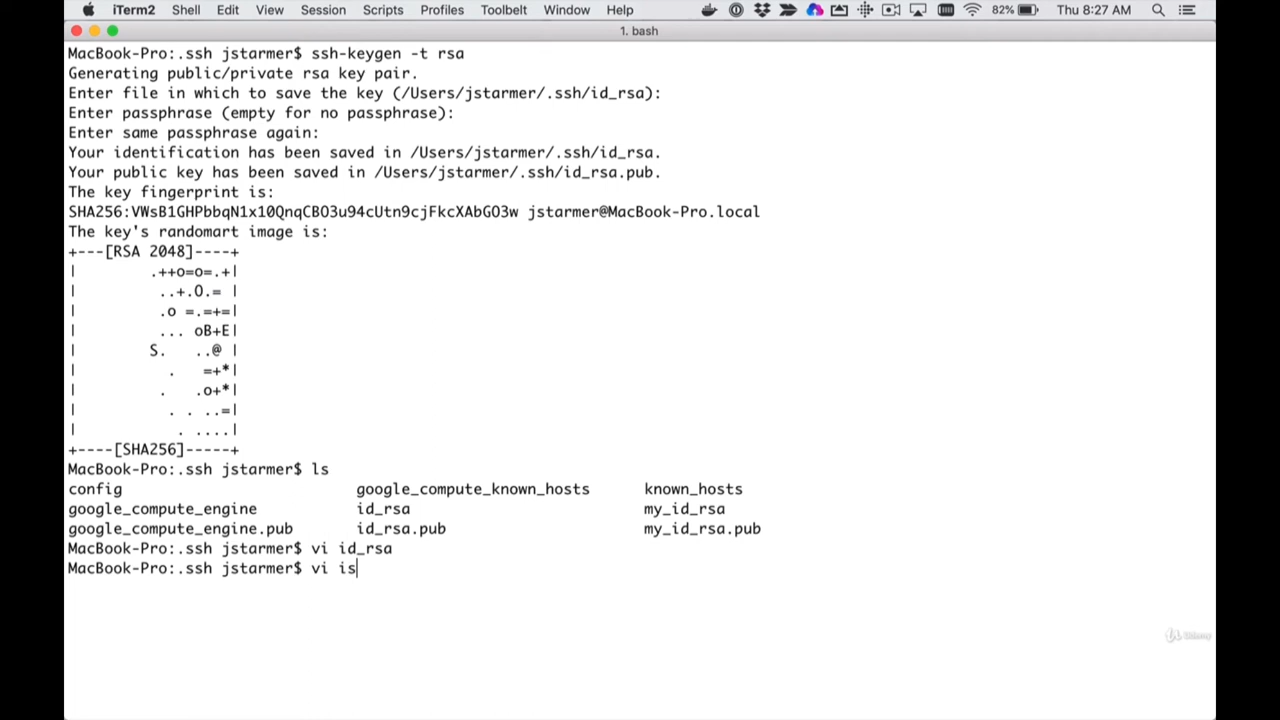 iTerm2 Shell Edit View Session Scripts Profiles Toolbelt Window Help 82% Thu 8:27 AM
1. bash
MacBook-Pro:.ssh jstarmer$ ssh-keygen -t rsa
Generating public/private rsa key pair.
Enter file in which to save the key (/Users/jstarmer/.ssh/id_rsa):
Enter passphrase (empty for no passphrase):
Enter same passphrase again:
Your identification has been saved in /Users/jstarmer/.ssh/id_rsa.
Your public key has been saved in /Users/jstarmer/.ssh/id_rsa.pub.
The key fingerprint is:
SHA256:VWsB1GHPbbqN1x10QnqCBO3u94cUtn9cjFkcXAbGO3w jstarmer@MacBook-Pro.local
The key's randomart image is:
+---[RSA 2048]----+
|         .++o=o=.+|
|          ..+.O.= |
|          .o =.=+=|
|          ... oB+E|
|         S.   ..@ |
|           .   =+*|
|          .   .o+*|
|           . . ..=|
|            . ....|
+----[SHA256]-----+
MacBook-Pro:.ssh jstarmer$ ls
config google_compute_known_hosts known_hosts
google_compute_engine id_rsa my_id_rsa
google_compute_engine.pub id_rsa.pub my_id_rsa.pub
MacBook-Pro:.ssh jstarmer$ vi id_rsa
MacBook-Pro:.ssh jstarmer$ vi is
Udemy